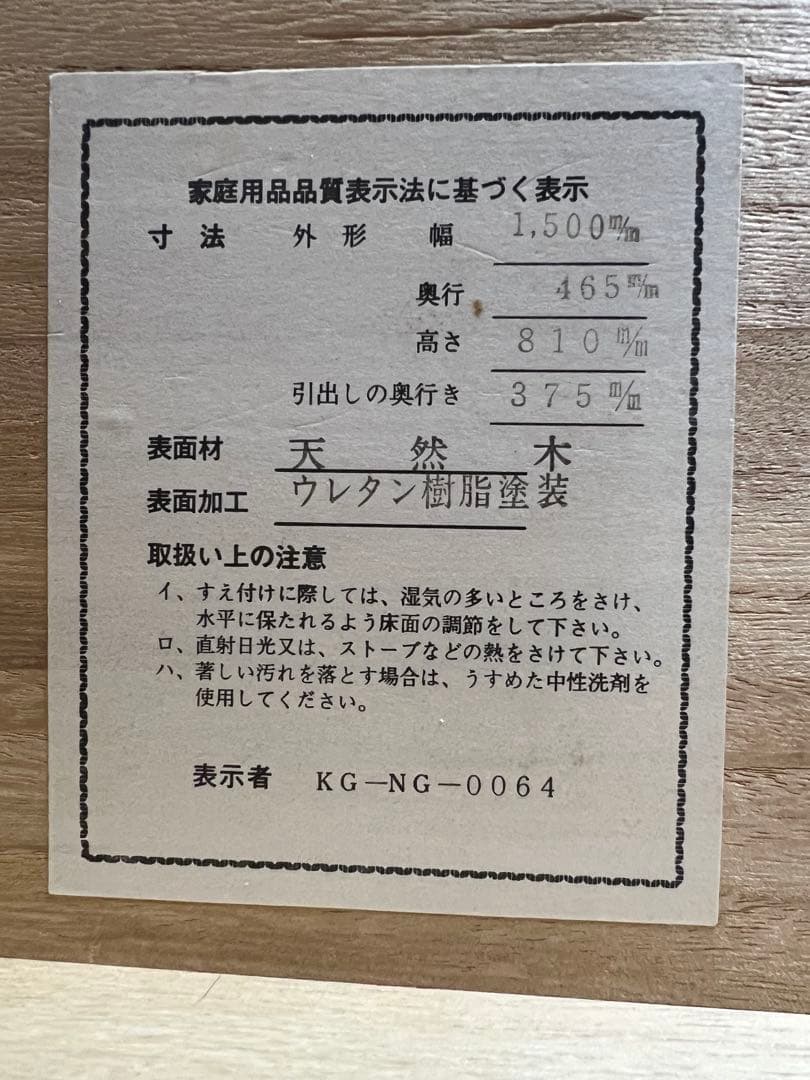 家庭用品品質表示法に基づく表示
寸法 外形 幅 1,500m/m
奥行 465m/m
高さ 810m/m
引出しの奥行き 375m/m
表面材 天然木
表面加工 ウレタン樹脂塗装
取扱い上の注意
イ、すえ付けに際しては、湿気の多いところをさけ、
水平に保たれるよう床面の調節をして下さい。
ロ、直射日光又は、ストーブなどの熱をさけて下さい。
ハ、著しい汚れを落とす場合は、うすめた中性洗剤を
使用してください。
表示者 KG-NG-0064